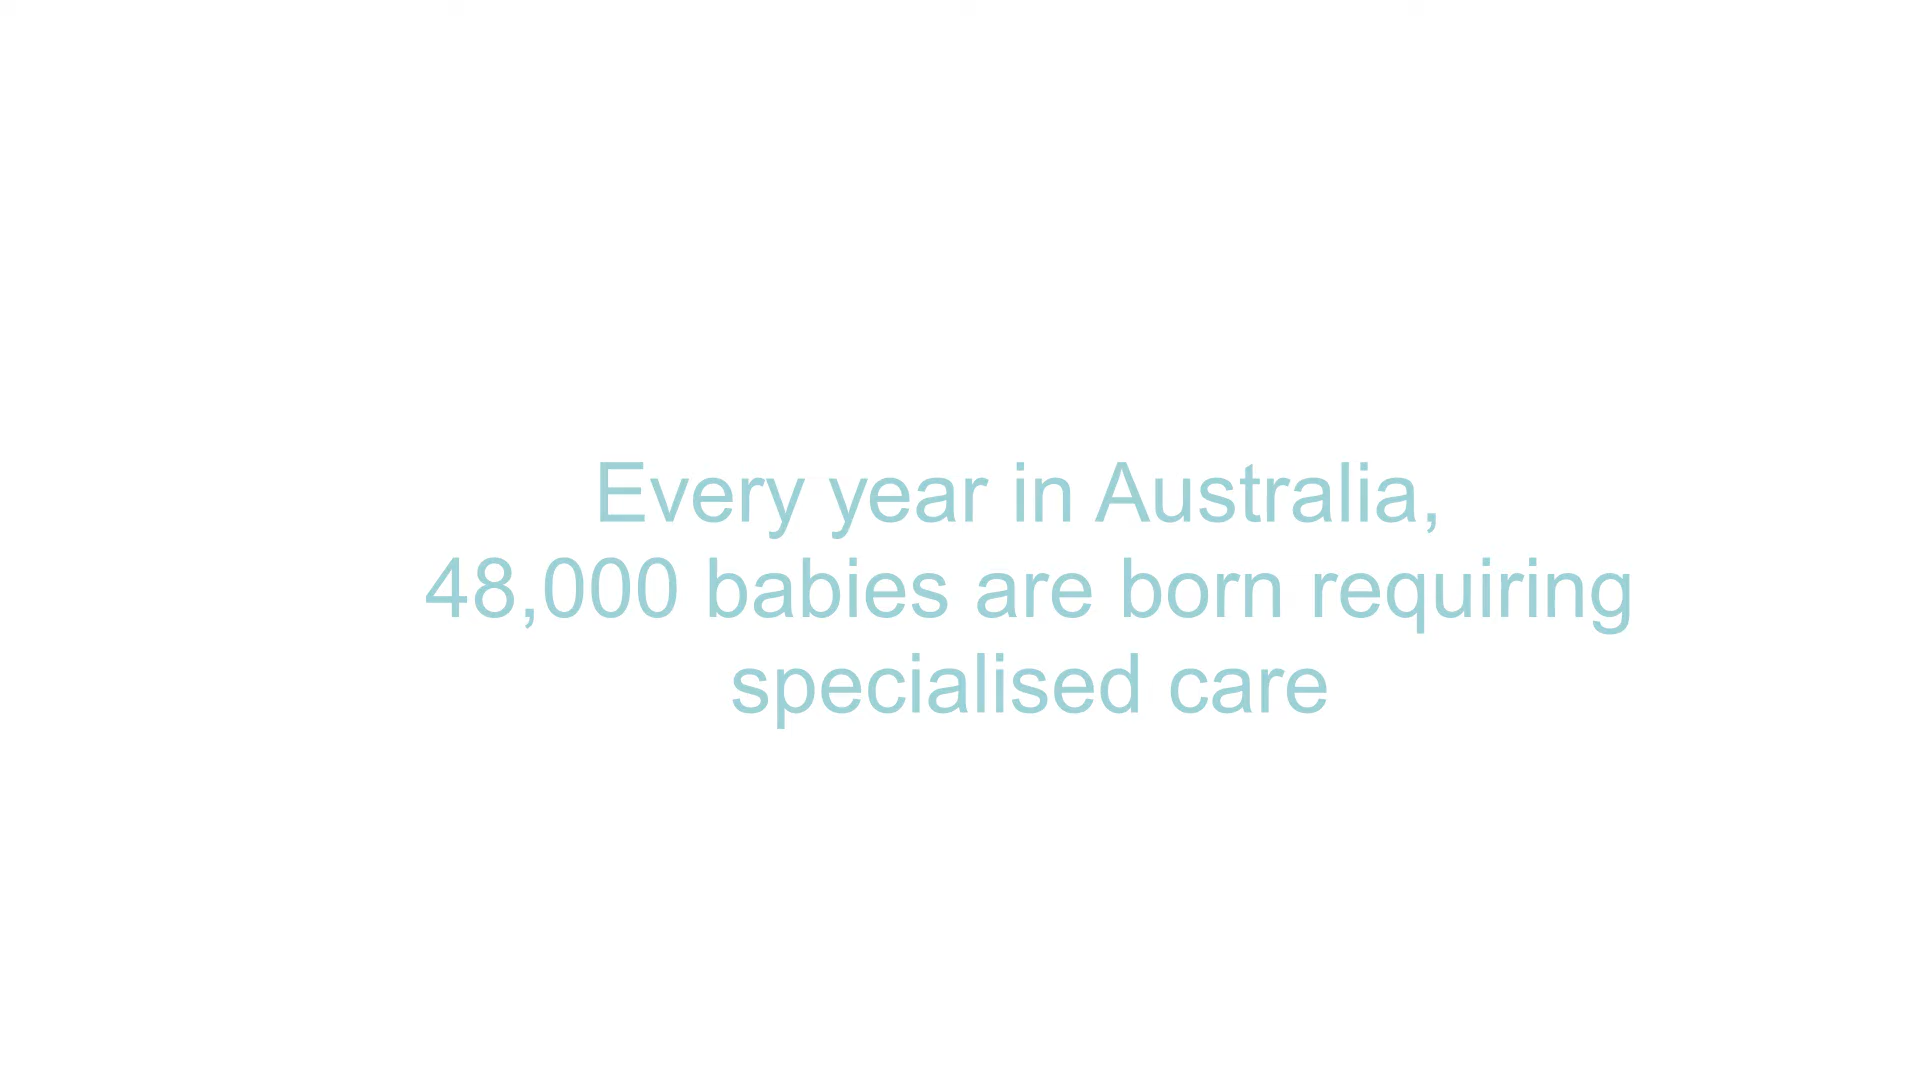 Every year in Australia,
48,000 babies are born requiring
specialised care